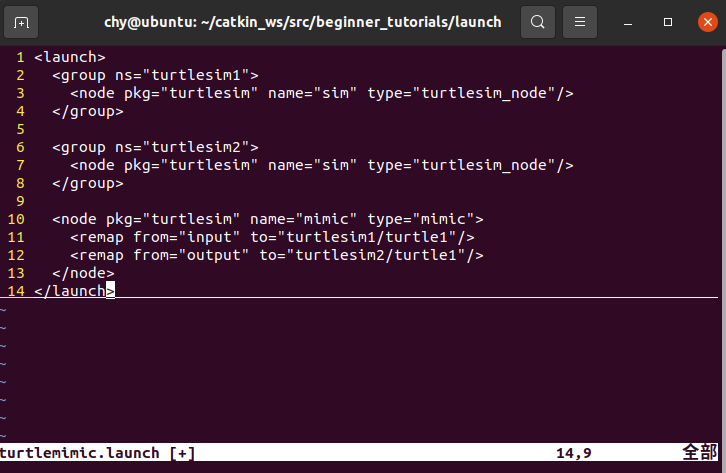 chy@ubuntu: ~/catkin_ws/src/beginner_tutorials/launch
1 <launch>
2   <group ns="turtlesim1">
3     <node pkg="turtlesim" name="sim" type="turtlesim_node"/>
4   </group>
5
6   <group ns="turtlesim2">
7     <node pkg="turtlesim" name="sim" type="turtlesim_node"/>
8   </group>
9
10   <node pkg="turtlesim" name="mimic" type="mimic">
11     <remap from="input" to="turtlesim1/turtle1"/>
12     <remap from="output" to="turtlesim2/turtle1"/>
13   </node>
14 </launch>
~
~
~
~
~
~
~
~
turtlemimic.launch [+] 14,9 全部